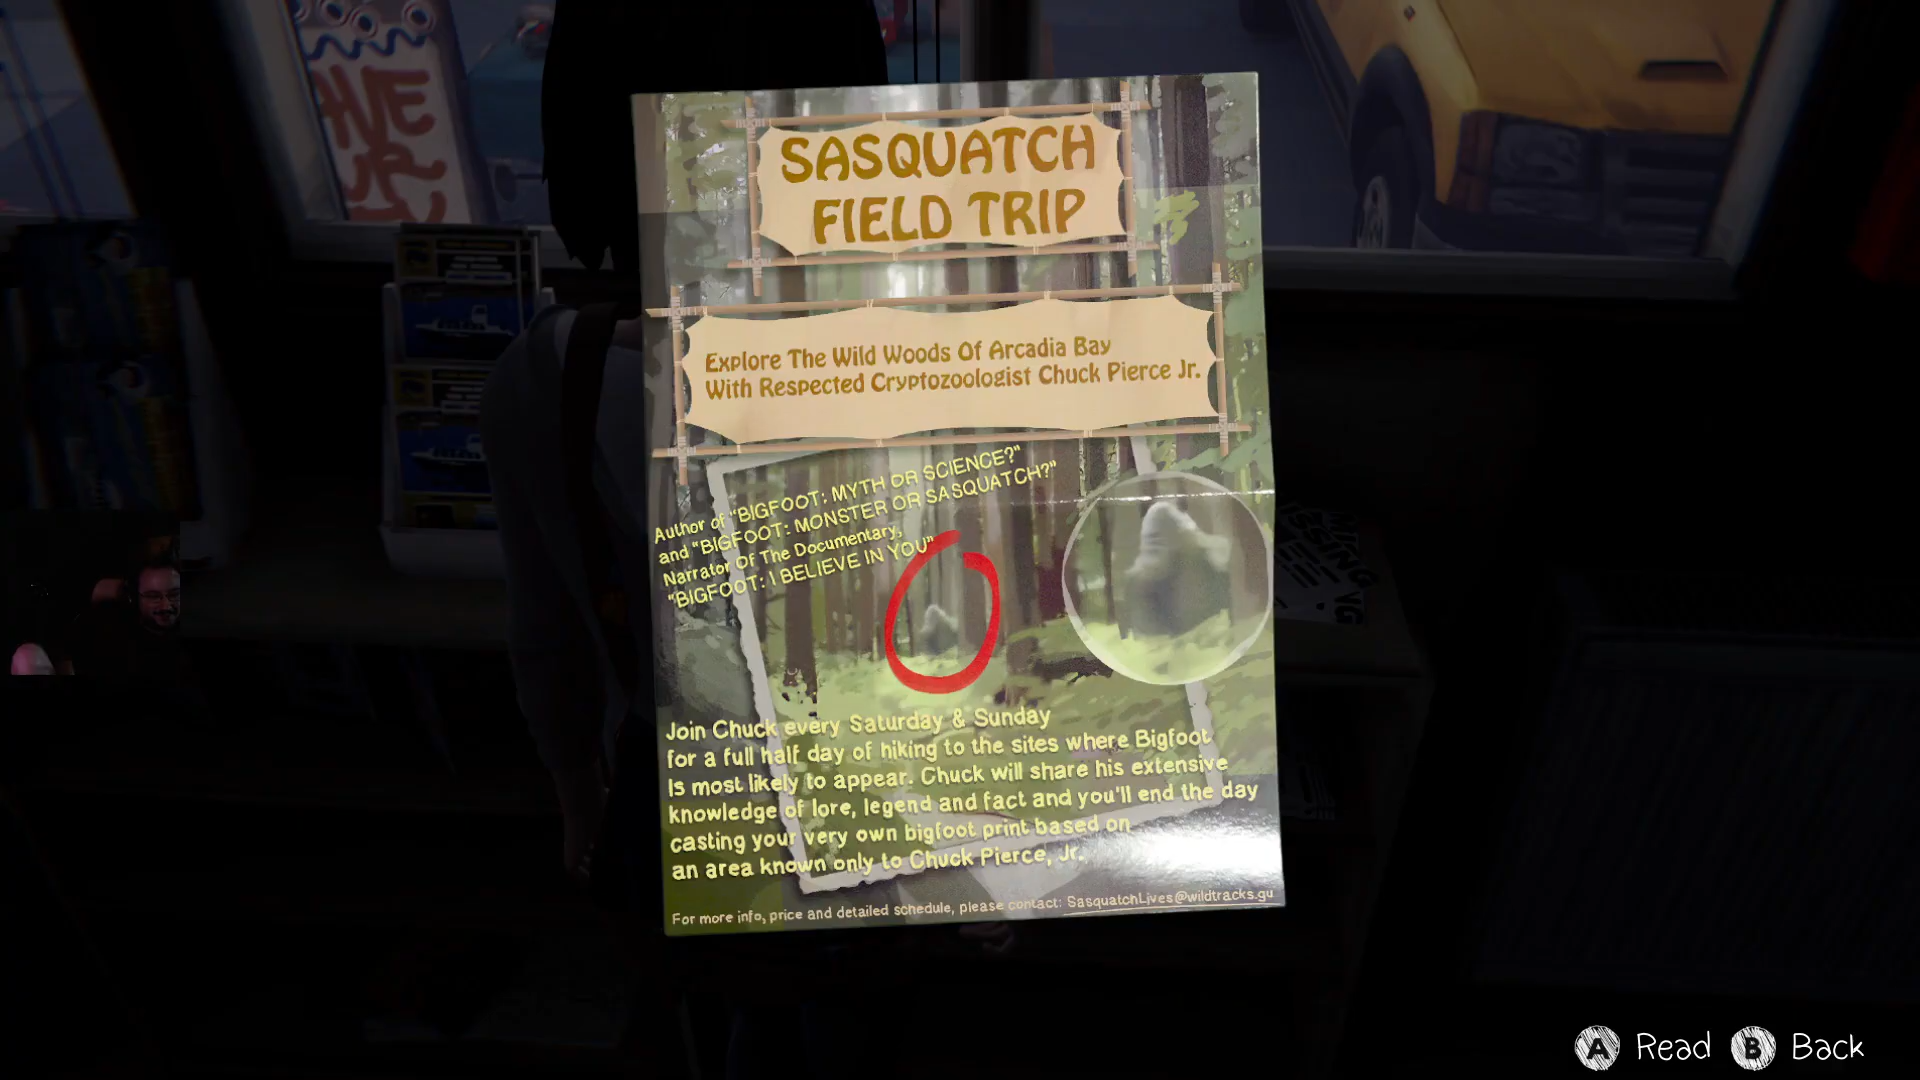 SASQUATCH
FIELD TRIP
Explore The Wild Woods Of Arcadia Bay
With Respected Cryptozoologist Chuck Pierce Jr.
Author of "BIGFOOT: MYTH OR SCIENCE?"
and "BIGFOOT: MONSTER OR SASQUATCH?"
Narrator Of The Documentary,
"BIGFOOT: I BELIEVE IN YOU"
Join Chuck every Saturday & Sunday
for a full half day of hiking to the sites where Bigfoot
Is most likely to appear. Chuck will share his extensive
knowledge of lore, legend and fact and you'll end the day
casting your very own bigfoot print based on
an area known only to Chuck Pierce, Jr.
For more info, price and detailed schedule, please contact: SasquatchLives@wildtracks.gu
A Read B Back